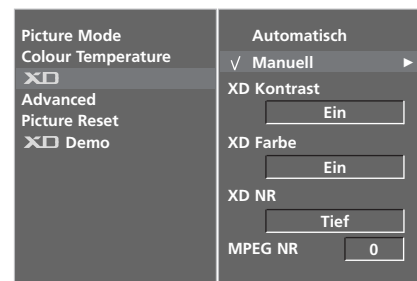 Picture Mode
Colour Temperature
XD
Advanced
Picture Reset
XD Demo
Automatisch
√ Manuell ►
XD Kontrast
Ein
XD Farbe
Ein
XD NR
Tief
MPEG NR 0